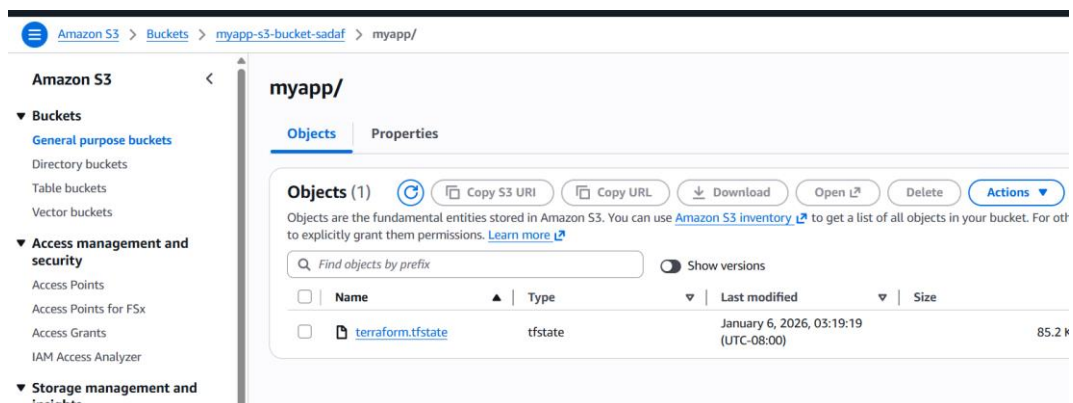 Amazon S3 > Buckets > myapp-s3-bucket-sadaf > myapp/
Amazon S3
Buckets
General purpose buckets
Directory buckets
Table buckets
Vector buckets
Access management and
security
Access Points
Access Points for FSx
Access Grants
IAM Access Analyzer
Storage management and
myapp/
Objects Properties
Objects (1) Copy S3 URI Copy URL Download Open Delete Actions
Objects are the fundamental entities stored in Amazon S3. You can use Amazon S3 inventory to get a list of all objects in your bucket. For
to explicitly grant them permissions. Learn more
Find objects by prefix Show versions
Name Type Last modified Size
terraform.tfstate tfstate January 6, 2026, 03:19:19 85.2
(UTC-08:00)